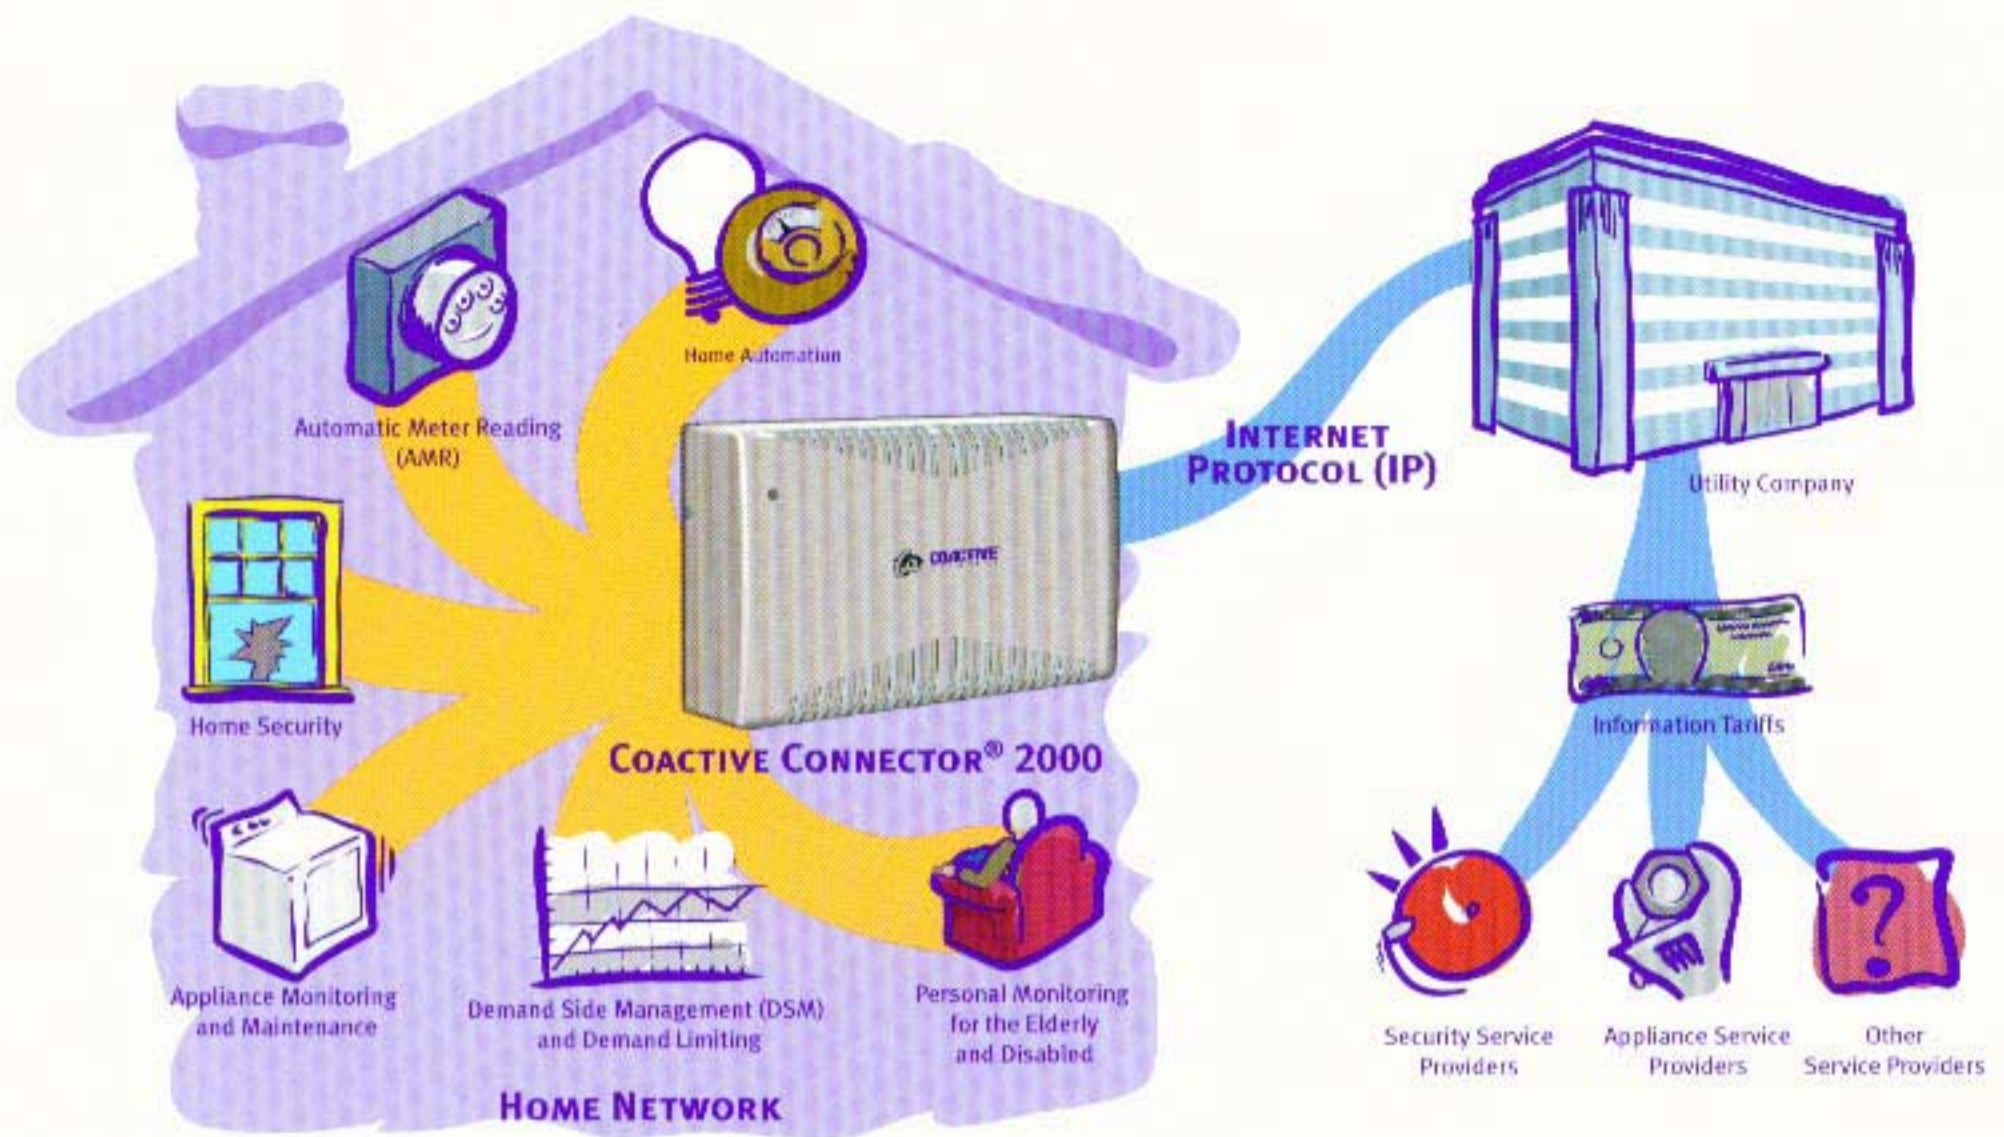 Home Automation
Automatic Meter Reading
(AMR)
INTERNET
PROTOCOL (IP)
Utility Company
COACTIVE
Home Security
Information Tariffs
COACTIVE CONNECTOR® 2000
Appliance Monitoring
and Maintenance
Demand Side Management (DSM)
and Demand Limiting
Personal Monitoring
for the Elderly
and Disabled
Security Service
Providers
Appliance Service
Providers
Other
Service Providers
HOME NETWORK